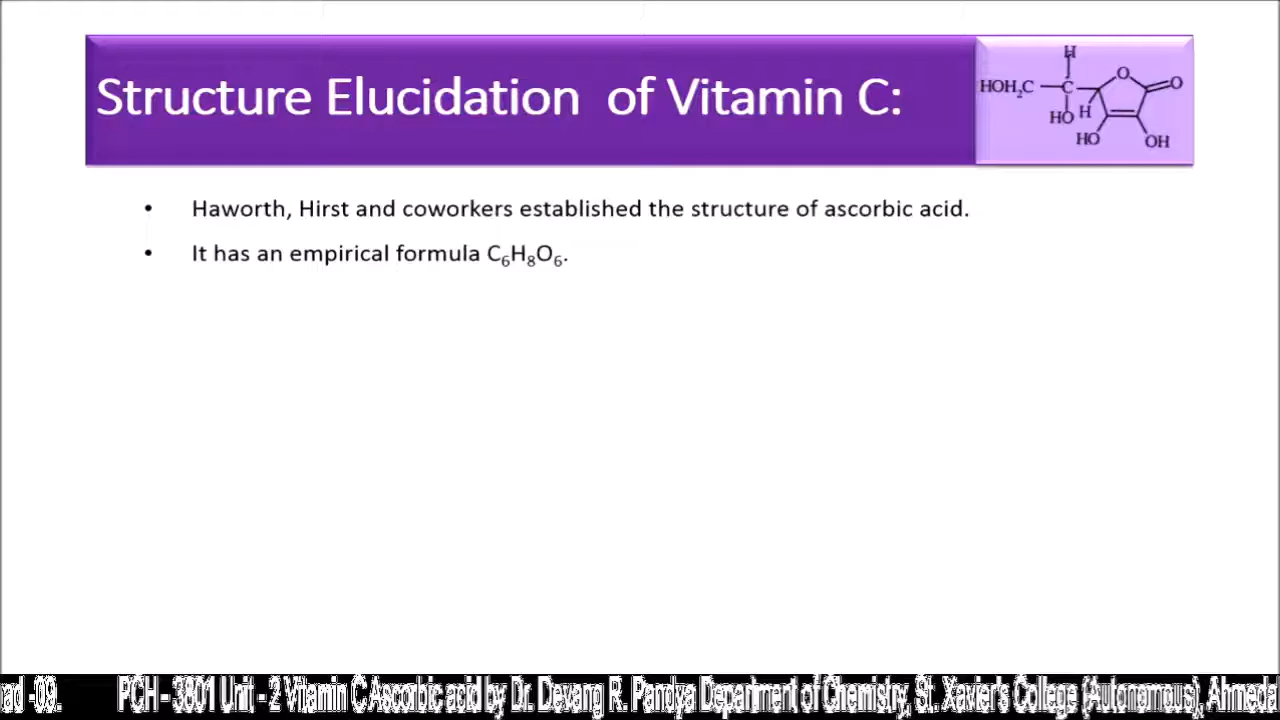 Structure Elucidation of Vitamin C:
H
O
HOH₂C C O
HO H
HO OH
• Haworth, Hirst and coworkers established the structure of ascorbic acid.
• It has an empirical formula C₆H₈O₆.
ad -09. PCH - 3801 Unit - 2 Vitamin C Ascorbic acid by Dr. Devang R. Pandya Department of Chemistry, St. Xavier's College (Autonomous), Ahmedal